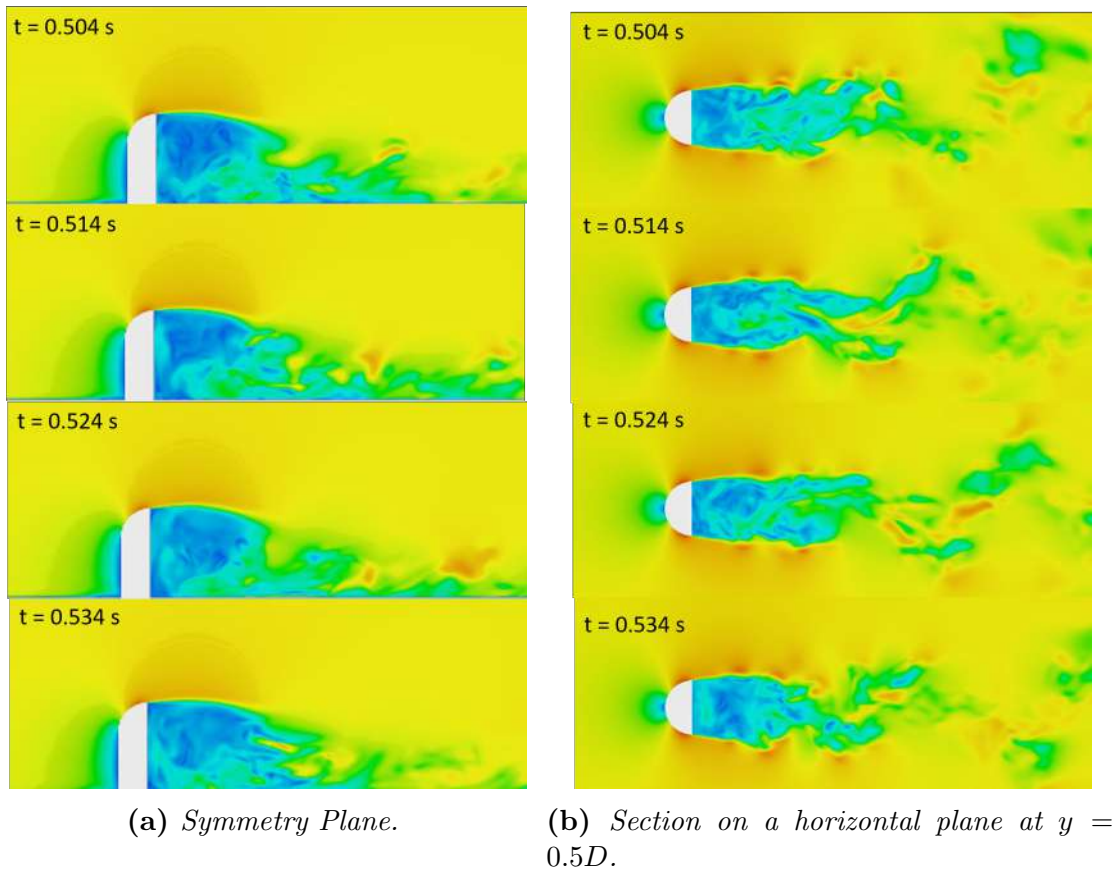 t = 0.504 s
t = 0.514 s
t = 0.524 s
t = 0.534 s
t = 0.504 s
t = 0.514 s
t = 0.524 s
t = 0.534 s
(a) Symmetry Plane.
(b) Section on a horizontal plane at y =
0.5D.